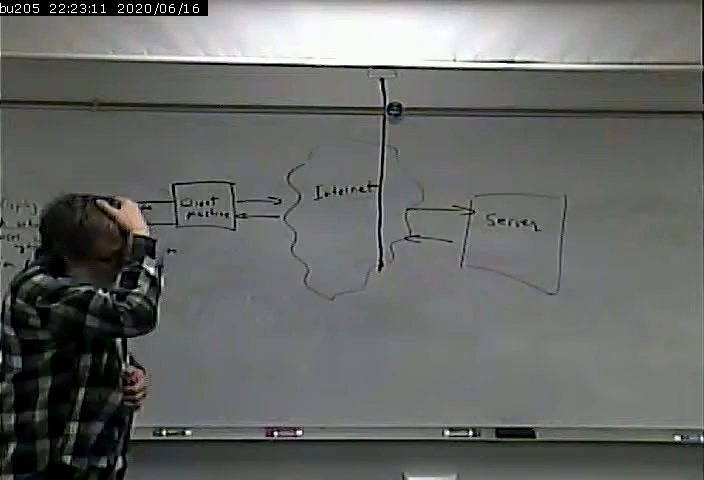 bu205 22:23:11 2020/06/16
Client
machine
Internet
Server